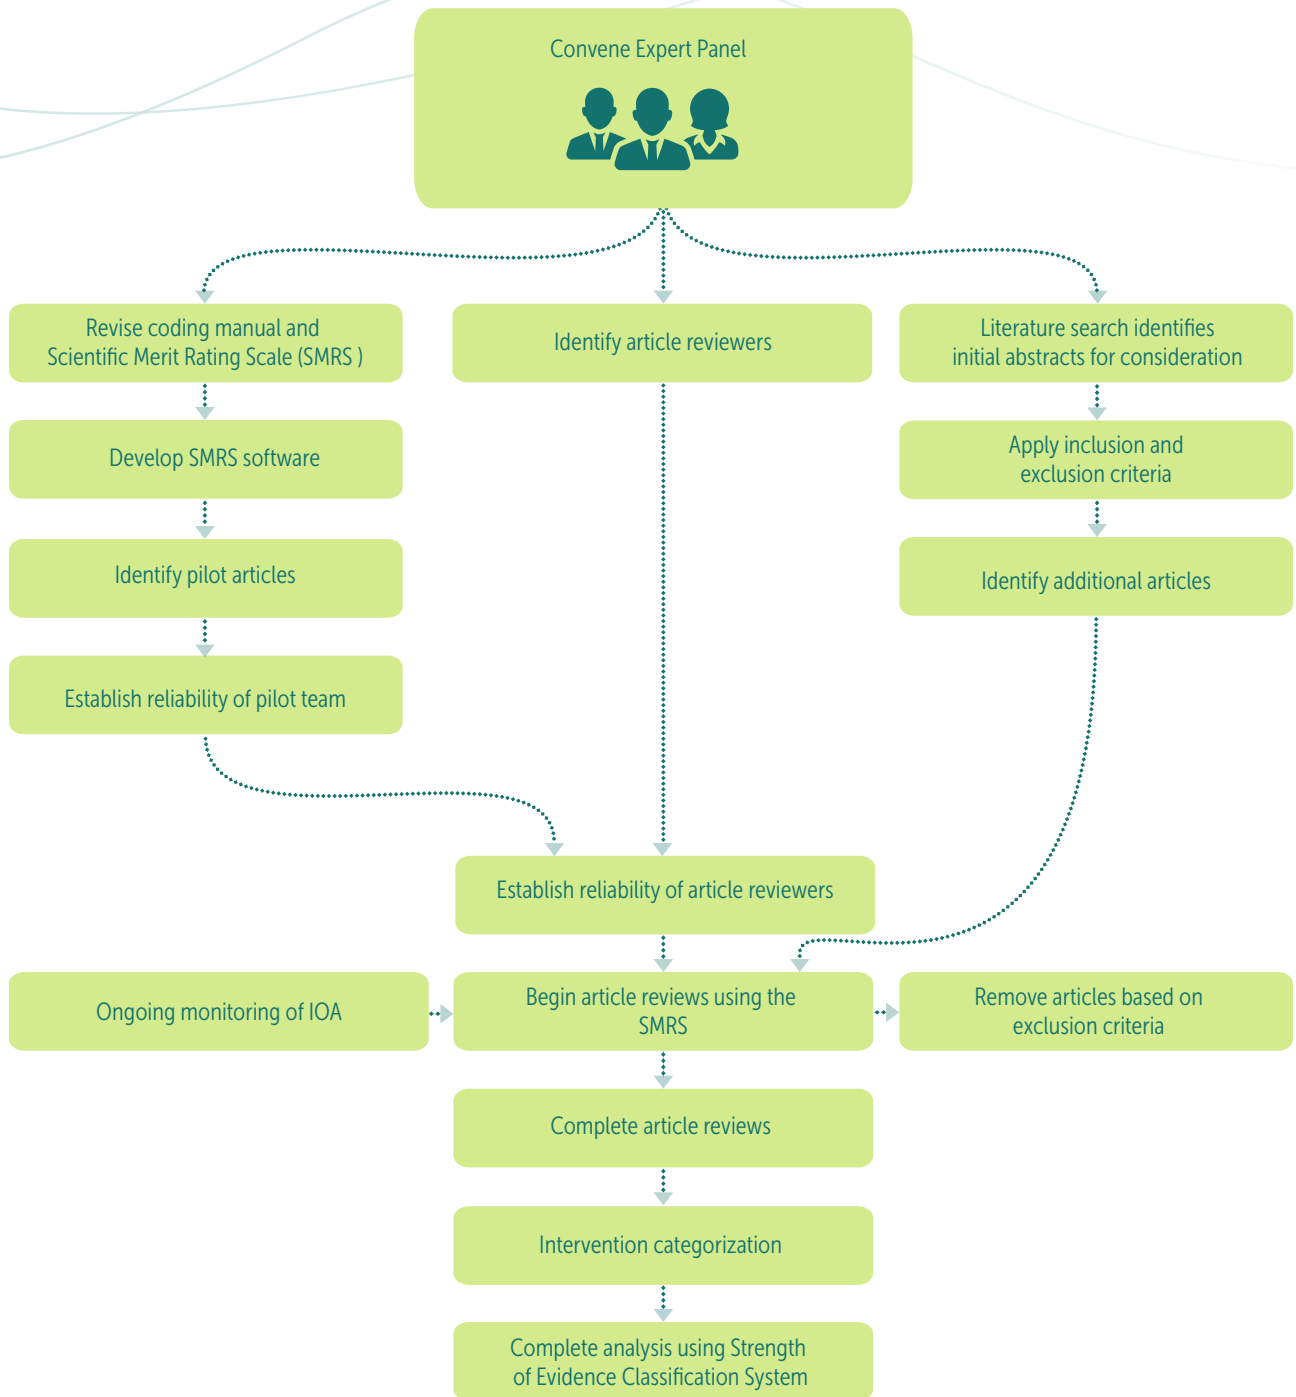 Convene Expert Panel
Revise coding manual and
Scientific Merit Rating Scale (SMRS )
Identify article reviewers
Literature search identifies
initial abstracts for consideration
Develop SMRS software
Apply inclusion and
exclusion criteria
Identify pilot articles
Identify additional articles
Establish reliability of pilot team
Establish reliability of article reviewers
Ongoing monitoring of IOA
Begin article reviews using the
SMRS
Remove articles based on
exclusion criteria
Complete article reviews
Intervention categorization
Complete analysis using Strength
of Evidence Classification System